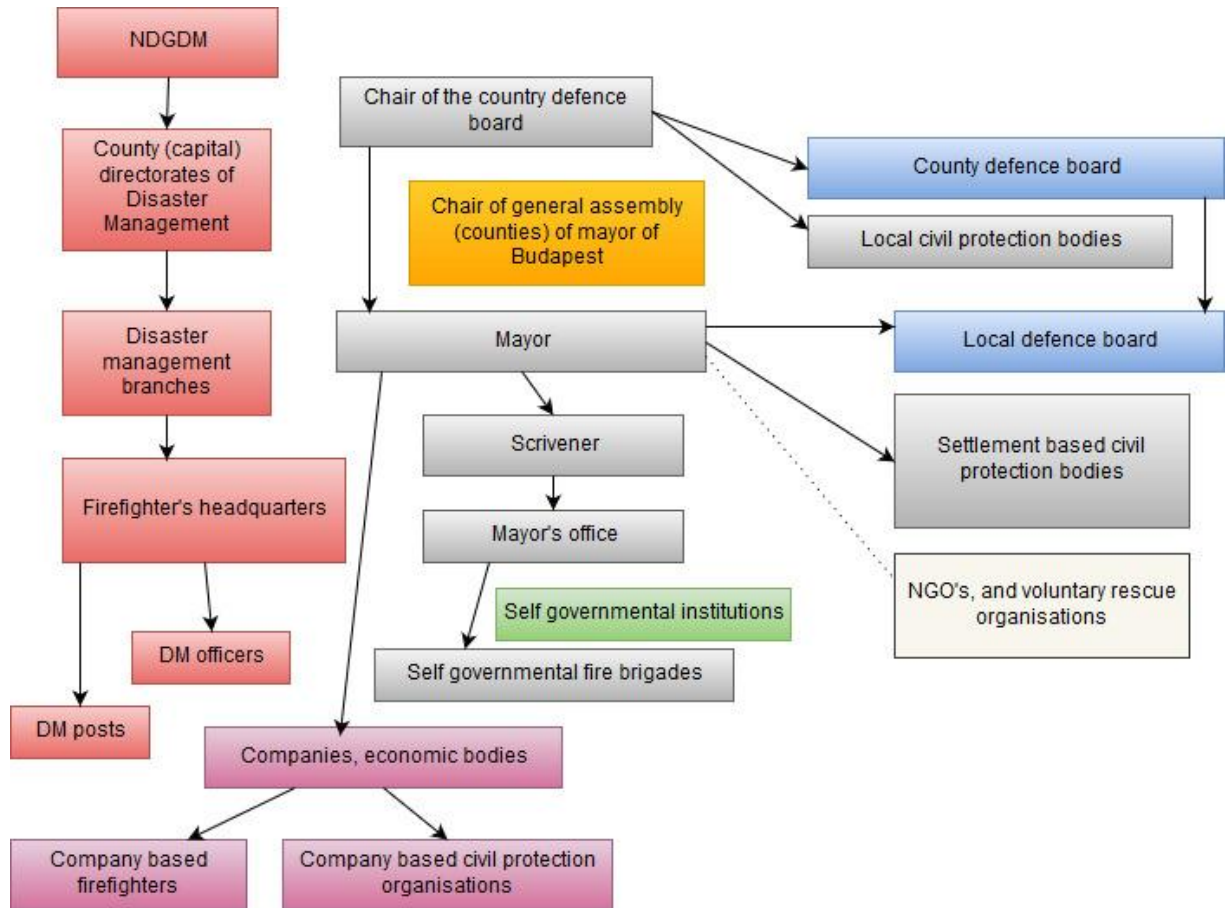 NDGDM
Chair of the country defence
board
County (capital)
directorates of
Disaster
Management
County defence board
Chair of general assembly
(counties) of mayor of
Budapest
Local civil protection bodies
Disaster
management
branches
Mayor
Local defence board
Scrivener
Settlement based civil
protection bodies
Firefighter's headquarters
Mayor's office
NGO's, and voluntary rescue
organisations
Self governmental institutions
DM officers
Self governmental fire brigades
DM posts
Companies, economic bodies
Company based
firefighters
Company based civil protection
organisations